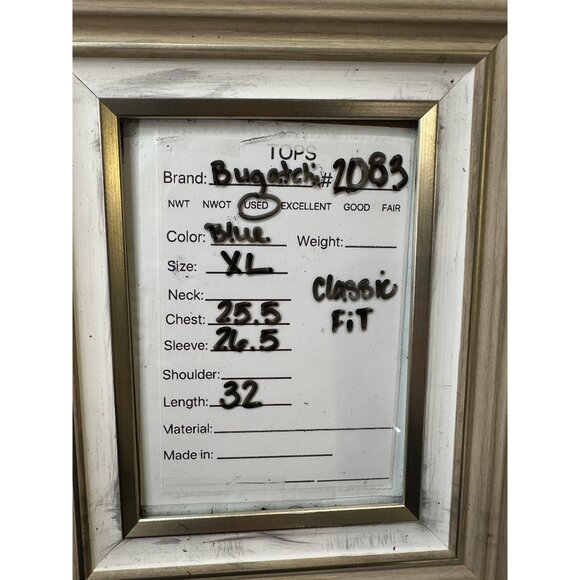 TOPS
Brand: Bugatchi #2083
NWT NWOT USED EXCELLENT GOOD FAIR
Color: Blue Weight:
Size: XL
Neck:
Classic
Chest: 25.5
FiT
Sleeve: 26.5
Shoulder:
Length: 32
Material:
Made in: